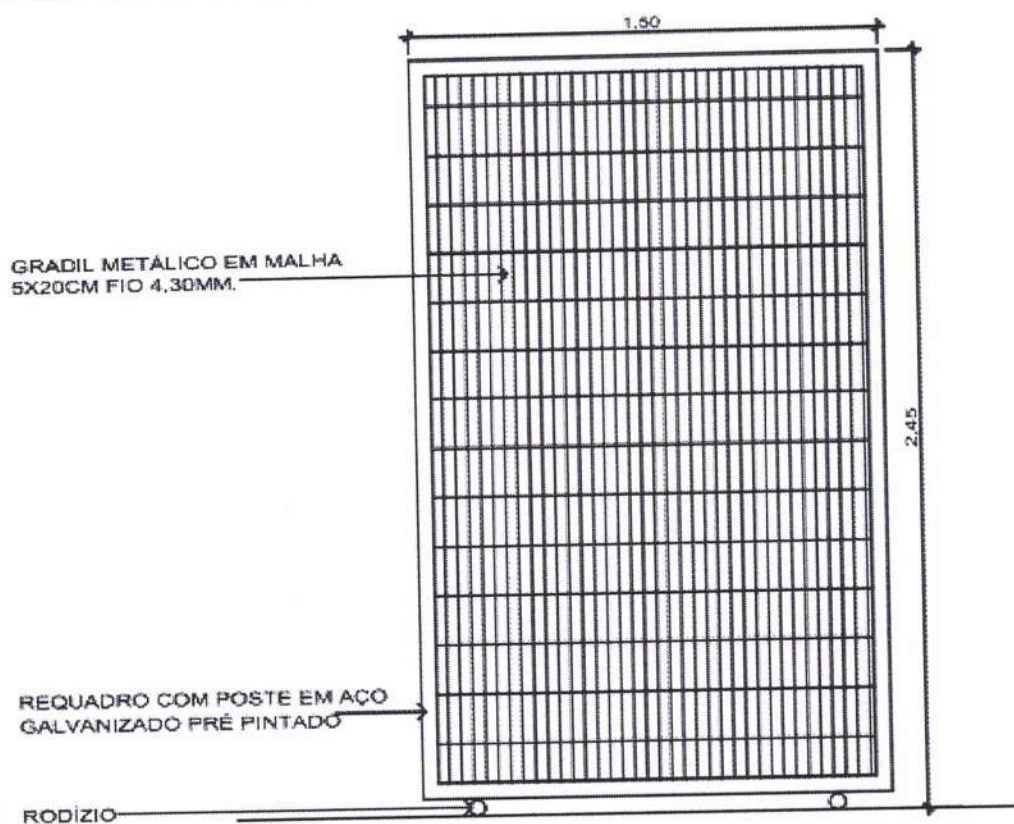 1,50
GRADIL METÁLICO EM MALHA
5X20CM FIO 4,30MM.
2,45
REQUADRO COM POSTE EM AÇO
GALVANIZADO PRÉ PINTADO
RODÍZIO